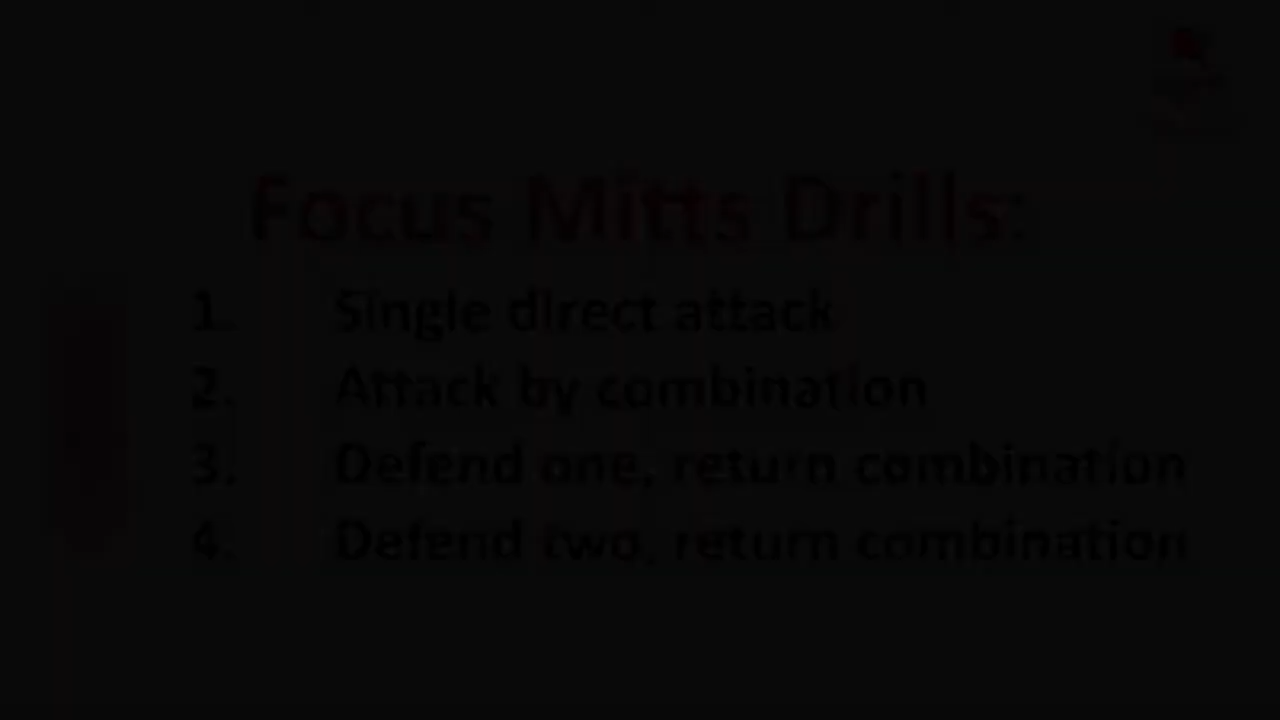 Focus Mitts Drills:
1. Single direct attack
2. Attack by combination
3. Defend one, return combination
4. Defend two, return combination